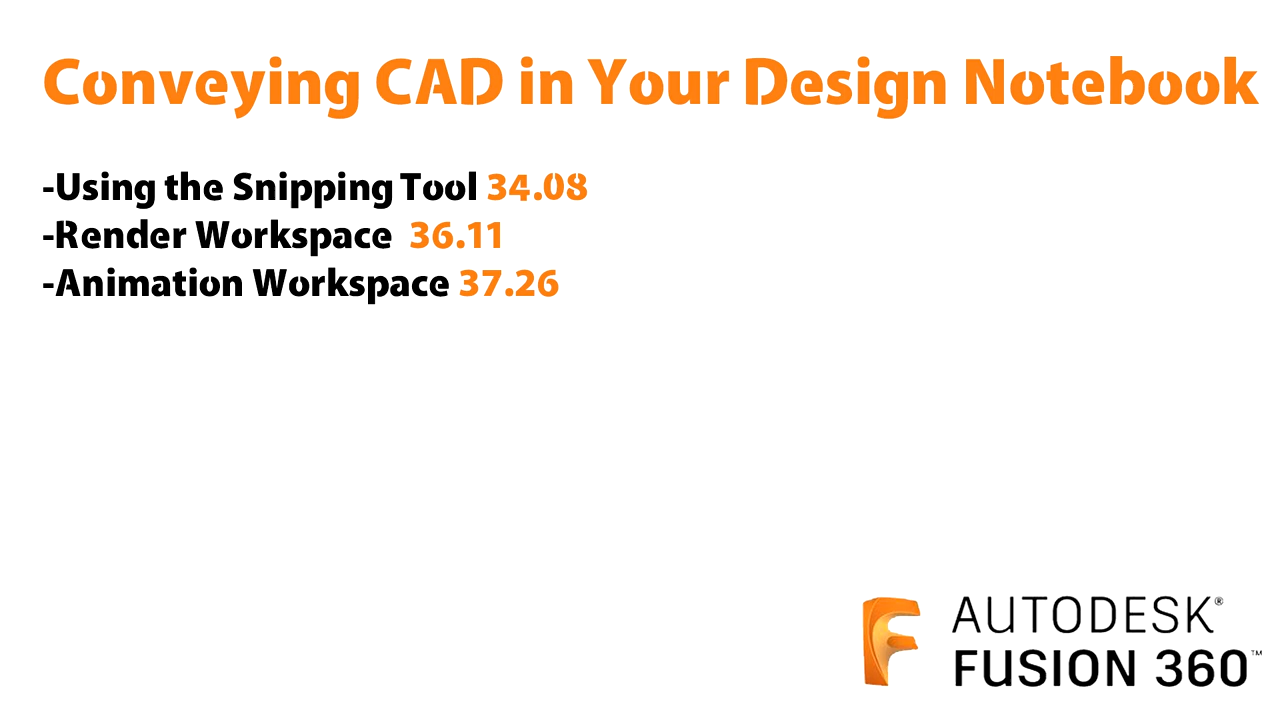 Conveying CAD in Your Design Notebook
-Using the Snipping Tool 34.08
-Render Workspace 36.11
-Animation Workspace 37.26
AUTODESK®
FUSION 360™